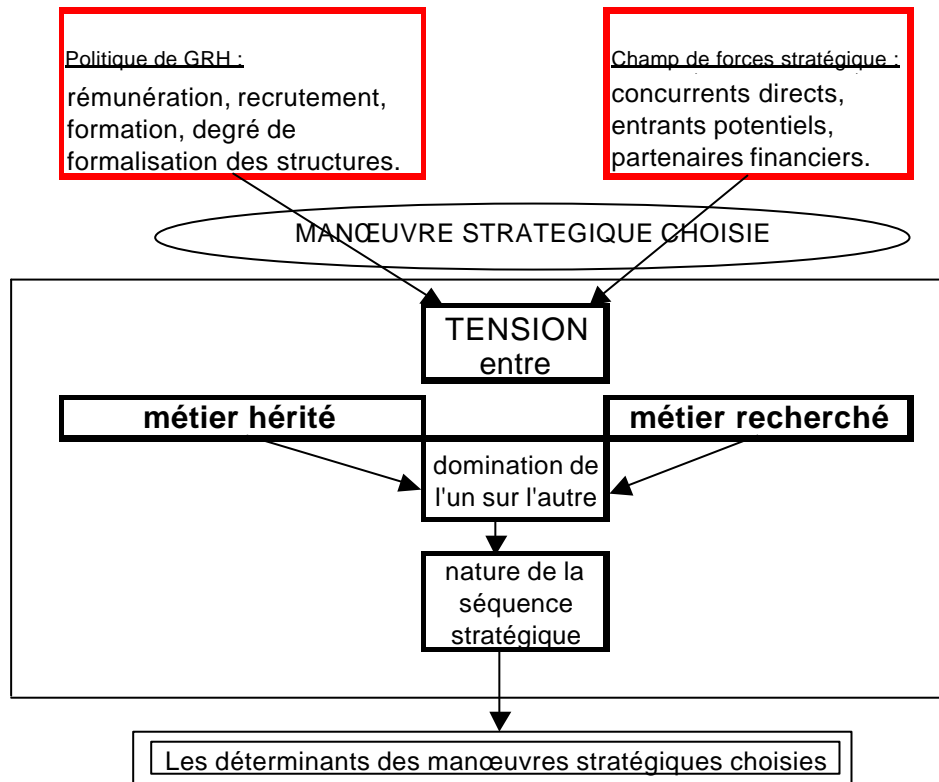 Politique de GRH :
rémunération, recrutement,
formation, degré de
formalisation des structures.
Champ de forces stratégique :
concurrents directs,
entrants potentiels,
partenaires financiers.
MANŒUVRE STRATEGIQUE CHOISIE
TENSION
entre
métier hérité
métier recherché
domination de
l'un sur l'autre
nature de la
séquence
stratégique
Les déterminants des manœuvres stratégiques choisies